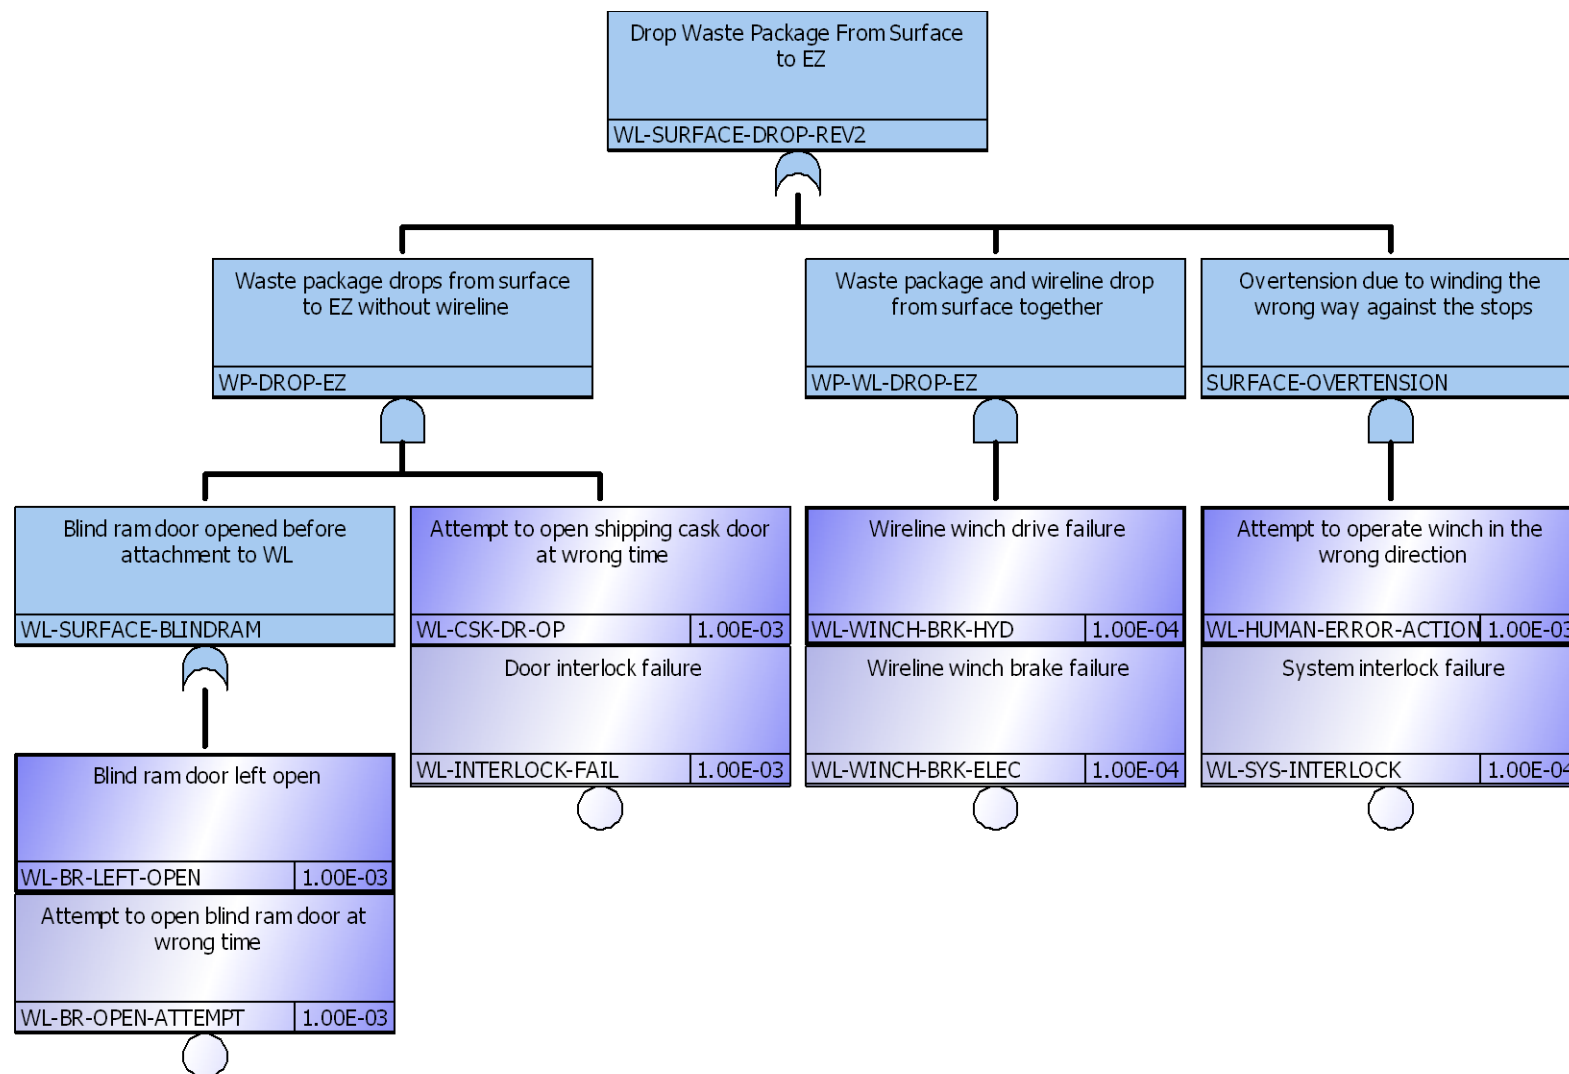 Drop Waste Package From Surface
to EZ
WL-SURFACE-DROP-REV2
Waste package drops from surface
to EZ without wireline
WP-DROP-EZ
Waste package and wireline drop
from surface together
WP-WL-DROP-EZ
Overtension due to winding the
wrong way against the stops
SURFACE-OVERTENSION
Blind ram door opened before
attachment to WL
WL-SURFACE-BLINDRAM
Attempt to open shipping cask door
at wrong time
WL-CSK-DR-OP 1.00E-03
Door interlock failure
WL-INTERLOCK-FAIL 1.00E-03
Wireline winch drive failure
WL-WINCH-BRK-HYD 1.00E-04
Wireline winch brake failure
WL-WINCH-BRK-ELEC 1.00E-04
Attempt to operate winch in the
wrong direction
WL-HUMAN-ERROR-ACTION 1.00E-03
System interlock failure
WL-SYS-INTERLOCK 1.00E-04
Blind ram door left open
WL-BR-LEFT-OPEN 1.00E-03
Attempt to open blind ram door at
wrong time
WL-BR-OPEN-ATTEMPT 1.00E-03